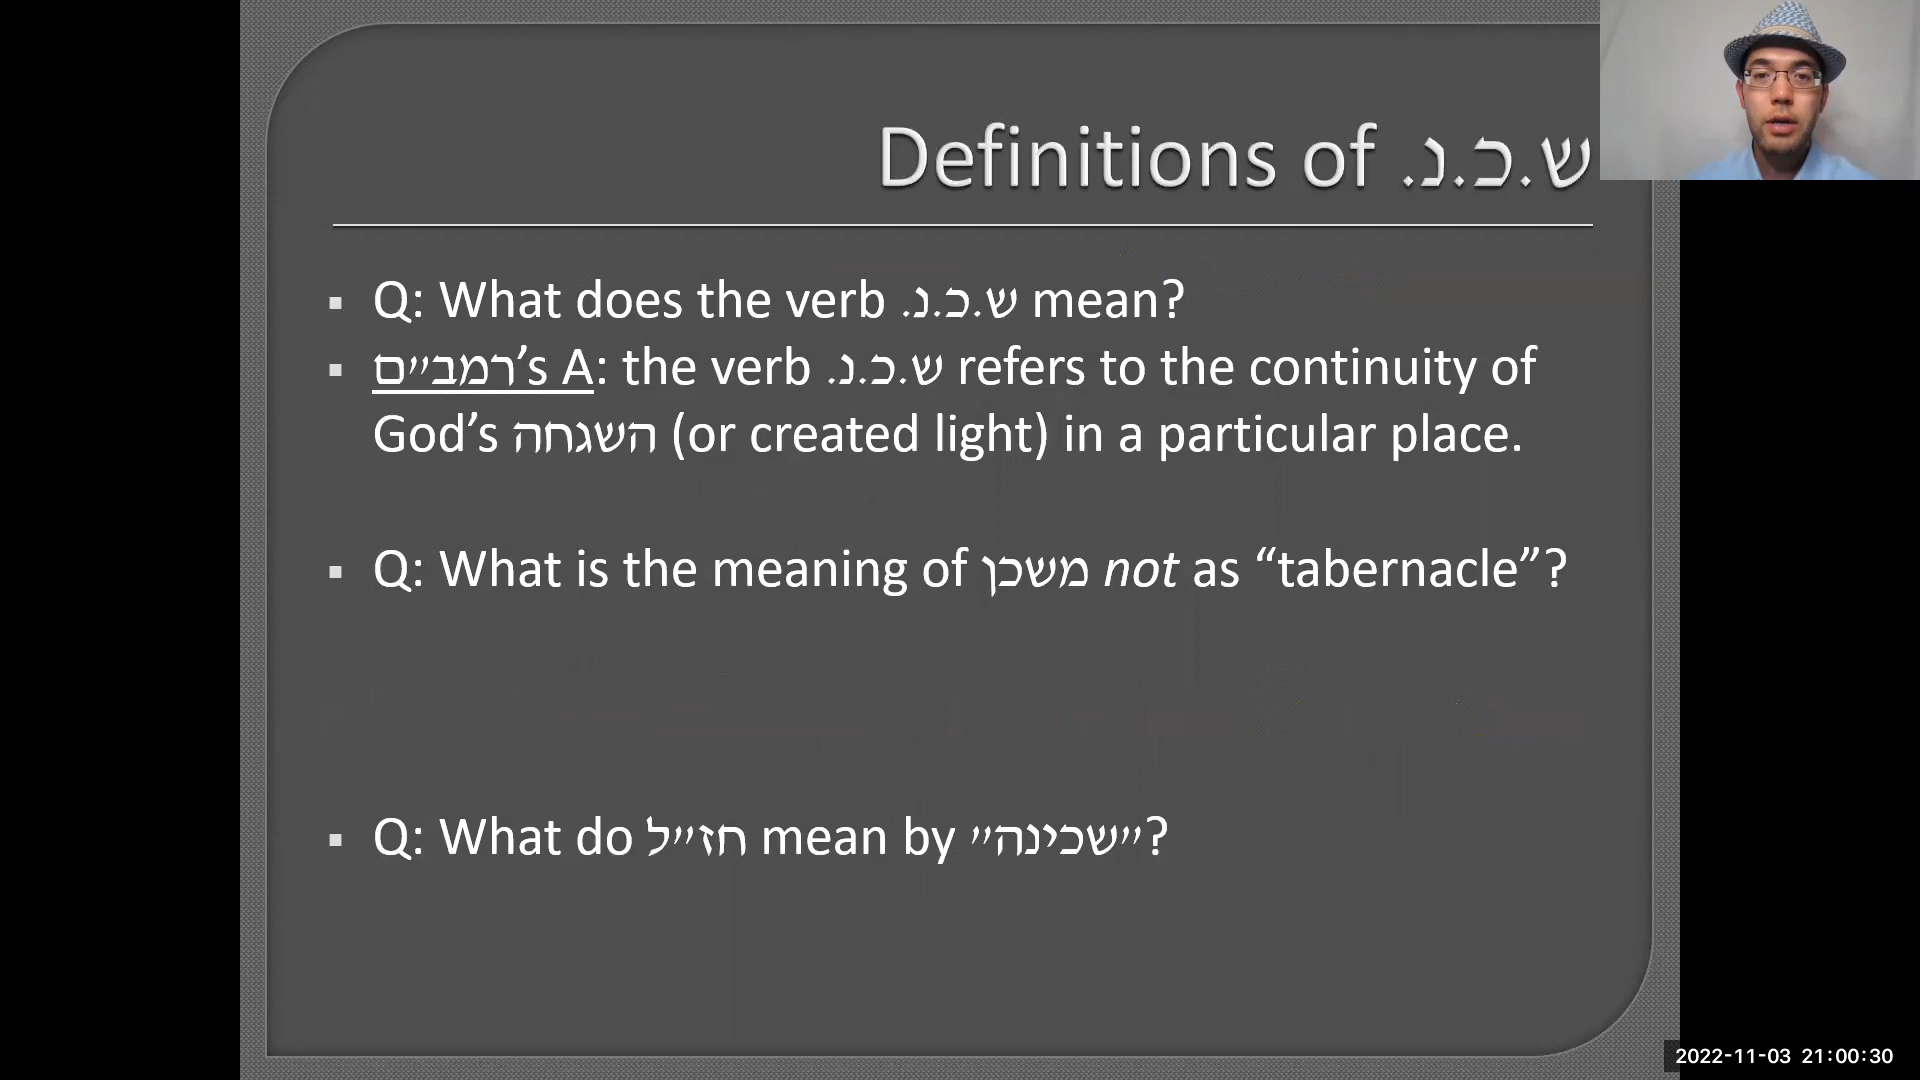 Definitions of ש.כ.נ.
▪ Q: What does the verb ש.כ.נ. mean?
▪ רמב״ם’s A: the verb ש.כ.נ. refers to the continuity of
God’s השגחה (or created light) in a particular place.
▪ Q: What is the meaning of משכן not as “tabernacle”?
▪ Q: What do חז״ל mean by ״שכינה״?
2022-11-03 21:00:30